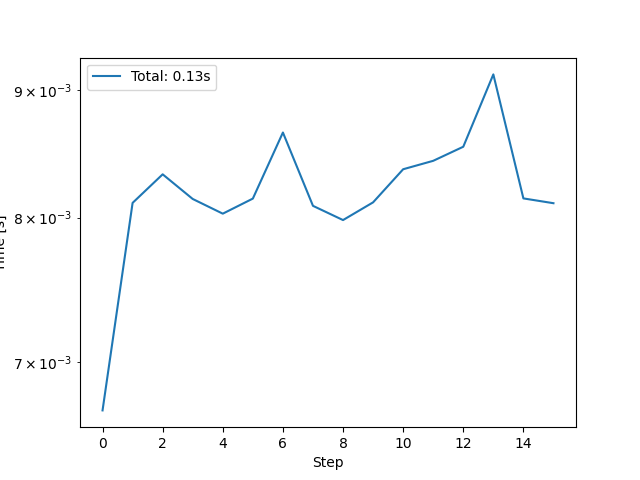 Total: 0.13s
9 × 10⁻³
8 × 10⁻³
7 × 10⁻³
Time [s]
0 2 4 6 8 10 12 14
Step